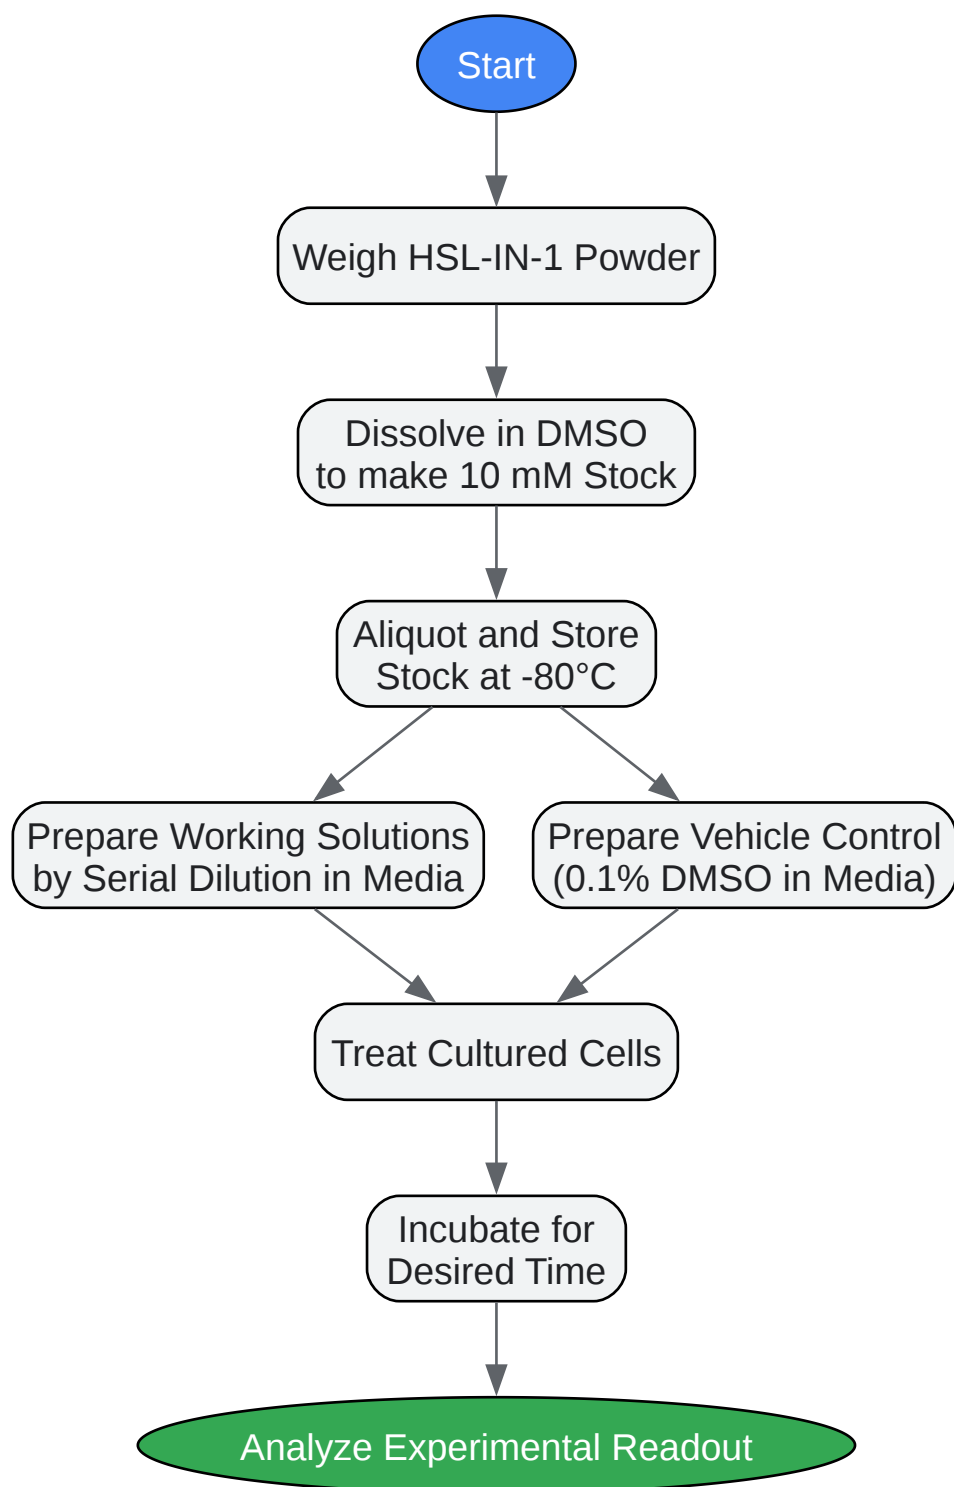 Start
Weigh HSL-IN-1 Powder
Dissolve in DMSO
to make 10 mM Stock
Aliquot and Store
Stock at -80°C
Prepare Working Solutions
by Serial Dilution in Media
Prepare Vehicle Control
(0.1% DMSO in Media)
Treat Cultured Cells
Incubate for
Desired Time
Analyze Experimental Readout